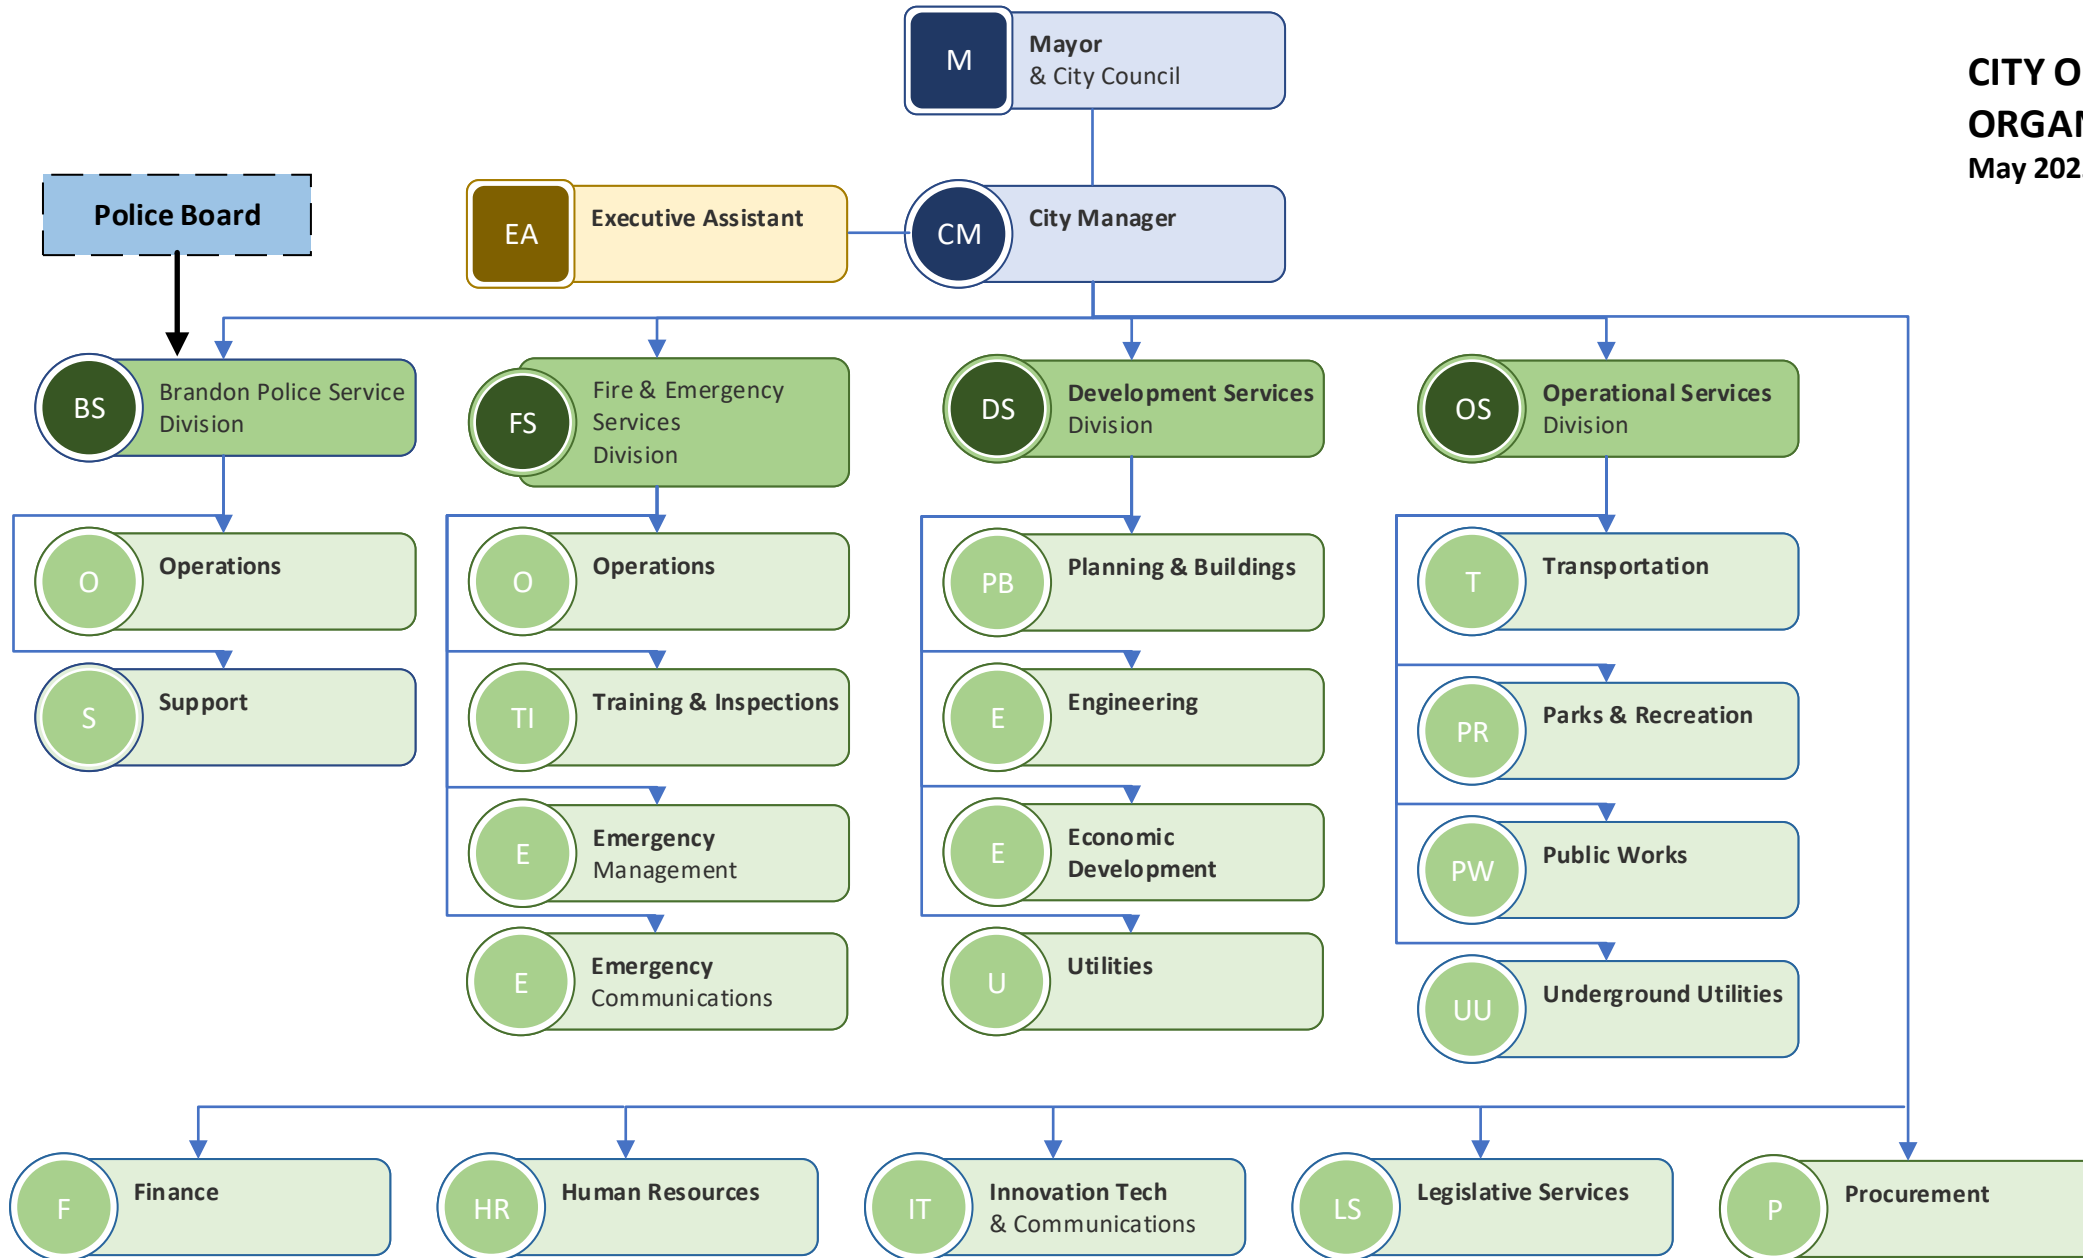 M
Mayor
& City Council
CITY O
ORGAN
May 202
Police Board
EA
Executive Assistant
CM
City Manager
BS
Brandon Police Service
Division
FS
Fire & Emergency
Services
Division
DS
Development Services
Division
OS
Operational Services
Division
O
Operations
O
Operations
PB
Planning & Buildings
T
Transportation
S
Support
TI
Training & Inspections
E
Engineering
PR
Parks & Recreation
E
Emergency
Management
E
Economic
Development
PW
Public Works
E
Emergency
Communications
U
Utilities
UU
Underground Utilities
F
Finance
HR
Human Resources
IT
Innovation Tech
& Communications
LS
Legislative Services
P
Procurement